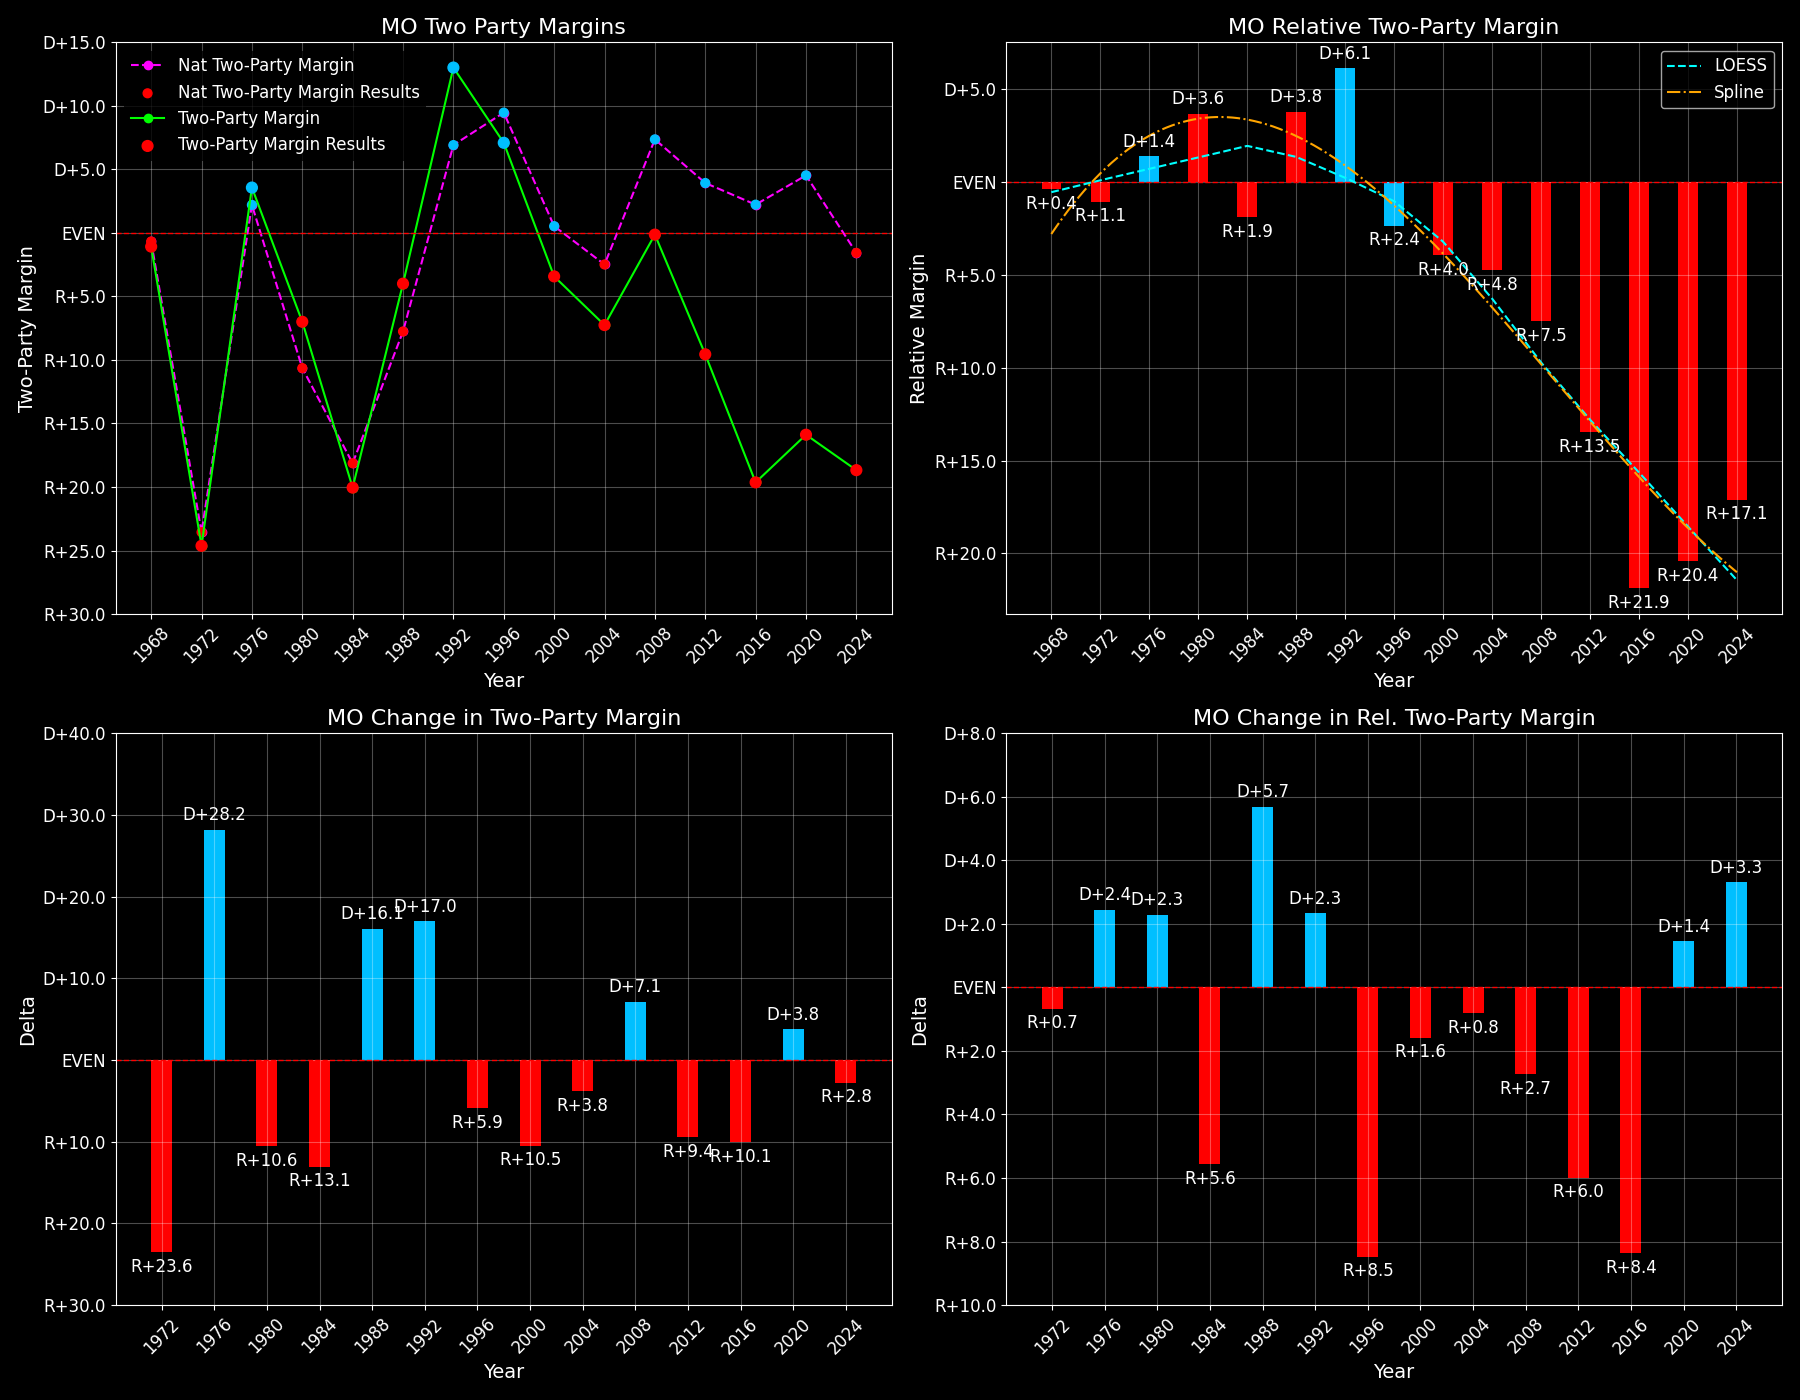 MO Two Party Margins
D+15.0
D+10.0
D+5.0
EVEN
R+5.0
R+10.0
R+15.0
R+20.0
R+25.0
R+30.0
Two-Party Margin
Nat Two-Party Margin
Nat Two-Party Margin Results
Two-Party Margin
Two-Party Margin Results
1968
1972
1976
1980
1984
1988
1992
1996
2000
2004
2008
2012
2016
2020
2024
Year
MO Relative Two-Party Margin
D+5.0
EVEN
R+5.0
R+10.0
R+15.0
R+20.0
Relative Margin
LOESS
Spline
R+0.4
R+1.1
D+1.4
D+3.6
R+1.9
D+3.8
D+6.1
R+2.4
R+4.0
R+4.8
R+7.5
R+13.5
R+21.9
R+20.4
R+17.1
1968
1972
1976
1980
1984
1988
1992
1996
2000
2004
2008
2012
2016
2020
2024
Year
MO Change in Two-Party Margin
D+40.0
D+30.0
D+20.0
D+10.0
EVEN
R+10.0
R+20.0
R+30.0
Delta
R+23.6
D+28.2
R+10.6
R+13.1
D+16.1
D+17.0
R+5.9
R+10.5
R+3.8
D+7.1
R+9.4
R+10.1
D+3.8
R+2.8
1972
1976
1980
1984
1988
1992
1996
2000
2004
2008
2012
2016
2020
2024
Year
MO Change in Rel. Two-Party Margin
D+8.0
D+6.0
D+4.0
D+2.0
EVEN
R+2.0
R+4.0
R+6.0
R+8.0
R+10.0
Delta
R+0.7
D+2.4
D+2.3
R+5.6
D+5.7
D+2.3
R+8.5
R+1.6
R+0.8
R+2.7
R+6.0
R+8.4
D+1.4
D+3.3
1972
1976
1980
1984
1988
1992
1996
2000
2004
2008
2012
2016
2020
2024
Year